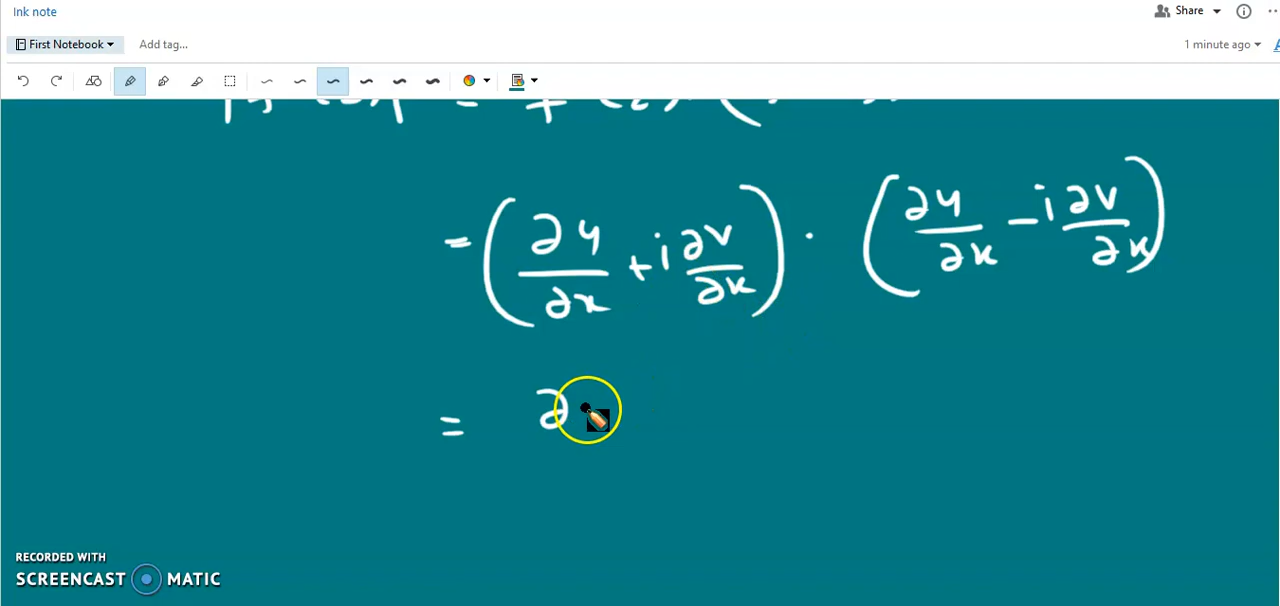 Ink note
Share
First Notebook
Add tag...
1 minute ago
= (∂u/∂x + i ∂v/∂x) · (∂u/∂x − i ∂v/∂x)
= ∂
RECORDED WITH
SCREENCAST MATIC